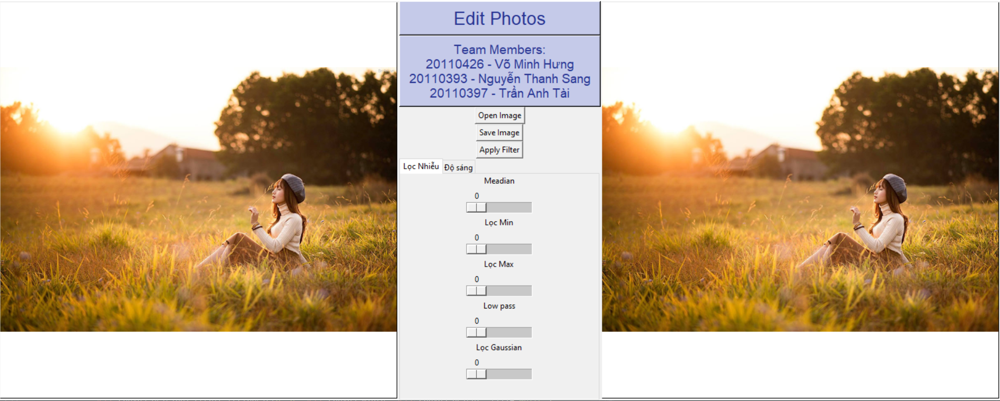 Edit Photos
Team Members:
20110426 - Võ Minh Hưng
20110393 - Nguyễn Thanh Sang
20110397 - Trần Anh Tài
Open Image
Save Image
Apply Filter
Lọc Nhiễu
Độ sáng
Meadian
0
Lọc Min
0
Lọc Max
0
Low pass
0
Lọc Gaussian
0